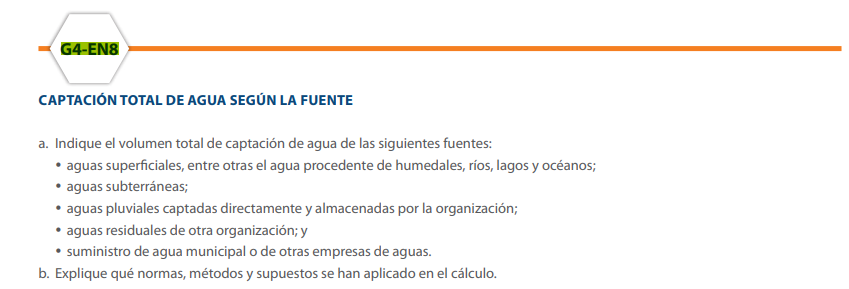 G4-EN8
CAPTACIÓN TOTAL DE AGUA SEGÚN LA FUENTE
a. Indique el volumen total de captación de agua de las siguientes fuentes:
• aguas superficiales, entre otras el agua procedente de humedales, ríos, lagos y océanos;
• aguas subterráneas;
• aguas pluviales captadas directamente y almacenadas por la organización;
• aguas residuales de otra organización; y
• suministro de agua municipal o de otras empresas de aguas.
b. Explique qué normas, métodos y supuestos se han aplicado en el cálculo.